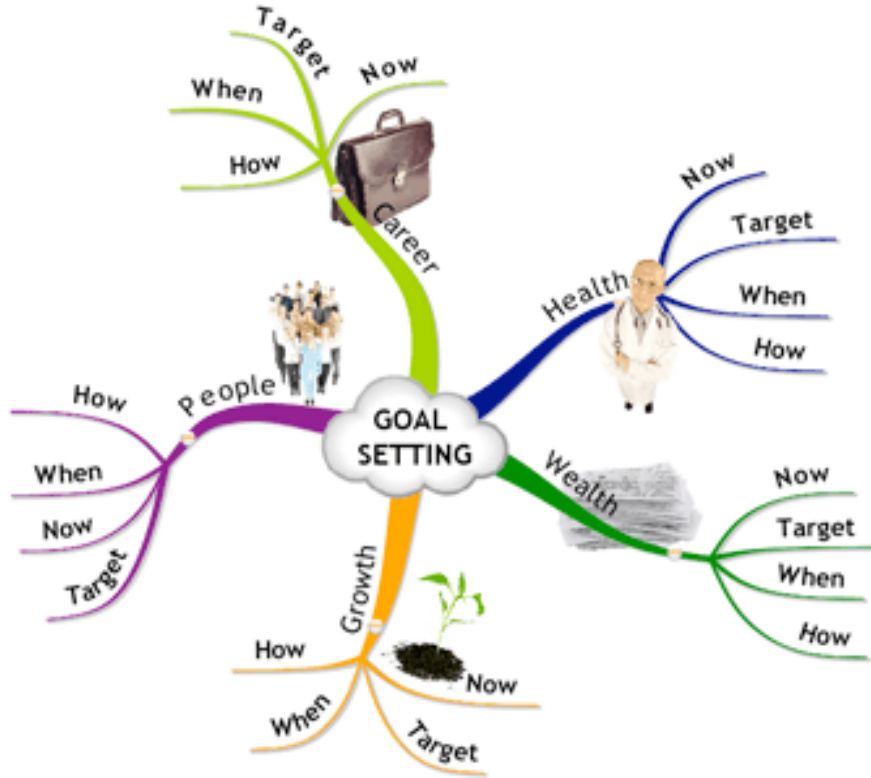 GOAL
SETTING
Career
Target
When
How
Now
Health
Now
Target
When
How
Wealth
Now
Target
When
How
Growth
How
When
Now
Target
People
How
When
Now
Target